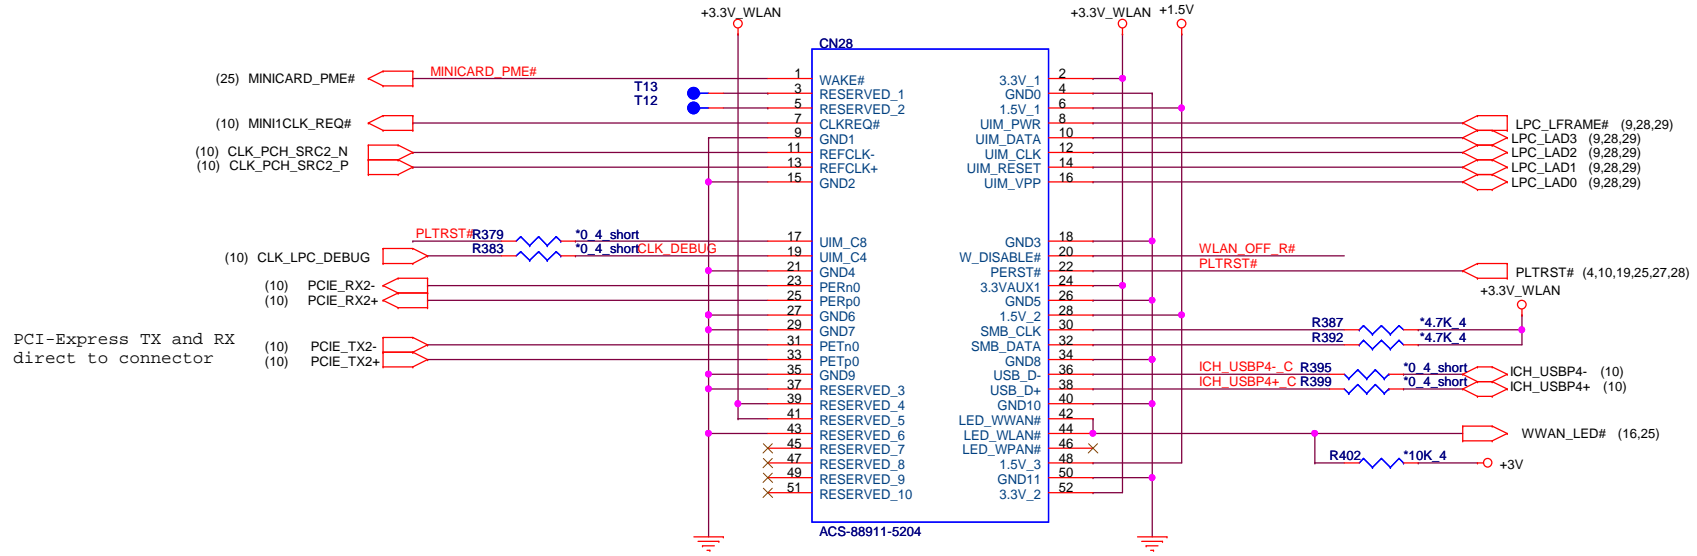 +3.3V_WLAN
+3.3V_WLAN +1.5V
CN28
(25) MINICARD_PME# MINICARD_PME# 1 WAKE# 3.3V_1 2
T13 3 RESERVED_1 GND0 4
T12 5 RESERVED_2 1.5V_1 6
(10) MINI1CLK_REQ# 7 CLKREQ# UIM_PWR 8 LPC_LFRAME# (9,28,29)
9 GND1 UIM_DATA 10 LPC_LAD3 (9,28,29)
(10) CLK_PCH_SRC2_N 11 REFCLK- UIM_CLK 12 LPC_LAD2 (9,28,29)
(10) CLK_PCH_SRC2_P 13 REFCLK+ UIM_RESET 14 LPC_LAD1 (9,28,29)
15 GND2 UIM_VPP 16 LPC_LAD0 (9,28,29)
PLTRST# R379 *0_4_short 17 UIM_C8 GND3 18
(10) CLK_LPC_DEBUG R383 *0_4_short CLK_DEBUG 19 UIM_C4 W_DISABLE# 20 WLAN_OFF_R#
21 GND4 PERST# 22 PLTRST# PLTRST# (4,10,19,25,27,28)
(10) PCIE_RX2- 23 PERn0 3.3VAUX1 24
+3.3V_WLAN
(10) PCIE_RX2+ 25 PERp0 GND5 26
27 GND6 1.5V_2 28
29 GND7 SMB_CLK 30 R387 *4.7K_4
PCI-Express TX and RX
direct to connector
(10) PCIE_TX2- 31 PETn0 SMB_DATA 32 R392 *4.7K_4
(10) PCIE_TX2+ 33 PETp0 GND8 34
35 GND9 USB_D- 36 ICH_USBP4-_C R395 *0_4_short ICH_USBP4- (10)
37 RESERVED_3 USB_D+ 38 ICH_USBP4+_C R399 *0_4_short ICH_USBP4+ (10)
39 RESERVED_4 GND10 40
41 RESERVED_5 LED_WWAN# 42
43 RESERVED_6 LED_WLAN# 44 WWAN_LED# (16,25)
45 RESERVED_7 LED_WPAN# 46
47 RESERVED_8 1.5V_3 48 R402 *10K_4 +3V
49 RESERVED_9 GND11 50
51 RESERVED_10 3.3V_2 52
ACS-88911-5204